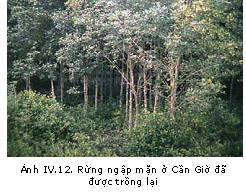 Ảnh IV.12. Rừng ngập mặn ở Cần Giờ đã
được trồng lại